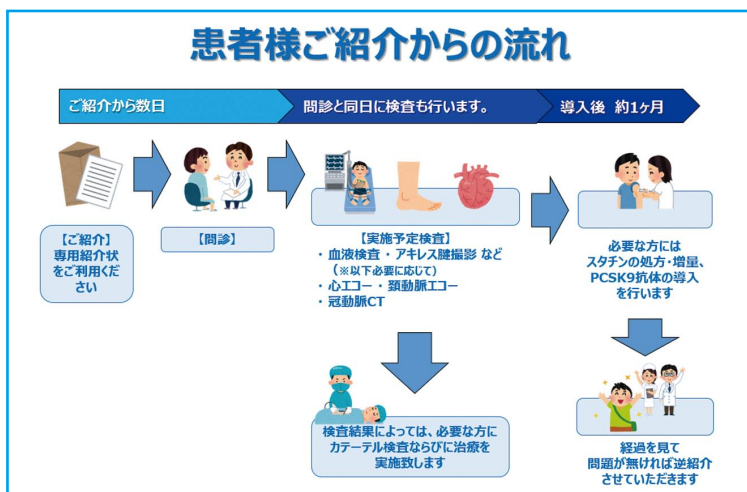 患者様ご紹介からの流れ
ご紹介から数日
問診と同日に検査も行います。
導入後 約1ヶ月
【ご紹介】
専用紹介状
をご利用くだ
さい
【問診】
【実施予定検査】
・血液検査・アキレス腱撮影 など
(※以下必要に応じて)
・心エコー・頚動脈エコー
・冠動脈CT
必要な方には
スタチンの処方・増量、
PCSK9抗体の導入
を行います
検査結果によっては、必要な方に
カテーテル検査ならびに治療を
実施致します
経過を見て
問題が無ければ逆紹介
させていただきます